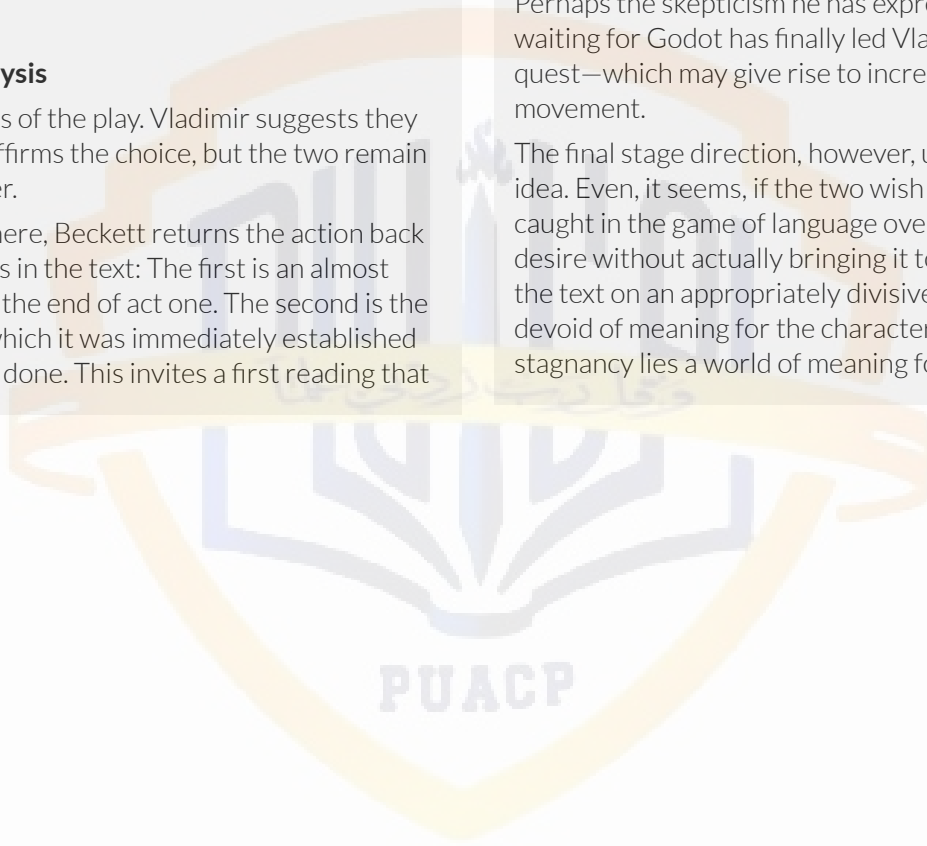 ysis
s of the play. Vladimir suggests they
ffirms the choice, but the two remain
er.
here, Beckett returns the action back
s in the text: The first is an almost
the end of act one. The second is the
which it was immediately established
done. This invites a first reading that
Perhaps the skepticism he has expre
waiting for Godot has finally led Vla
quest—which may give rise to incre
movement.
The final stage direction, however, u
idea. Even, it seems, if the two wish
caught in the game of language ove
desire without actually bringing it to
the text on an appropriately divisive
devoid of meaning for the character
stagnancy lies a world of meaning fo
وقل رب زدني علما
PUACP